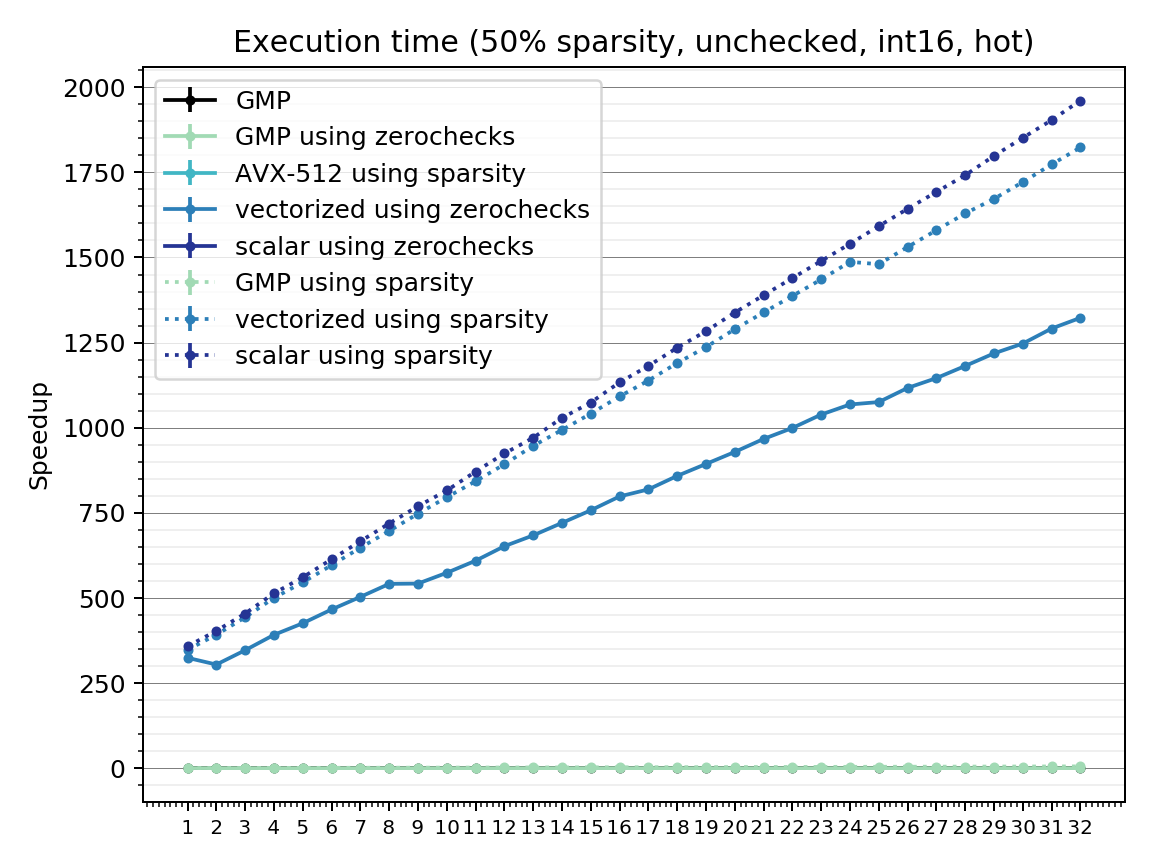 Execution time (50% sparsity, unchecked, int16, hot)
2000
1750
1500
1250
1000
750
500
250
0
Speedup
GMP
GMP using zerochecks
AVX-512 using sparsity
vectorized using zerochecks
scalar using zerochecks
GMP using sparsity
vectorized using sparsity
scalar using sparsity
1 2 3 4 5 6 7 8 9 10 11 12 13 14 15 16 17 18 19 20 21 22 23 24 25 26 27 28 29 30 31 32